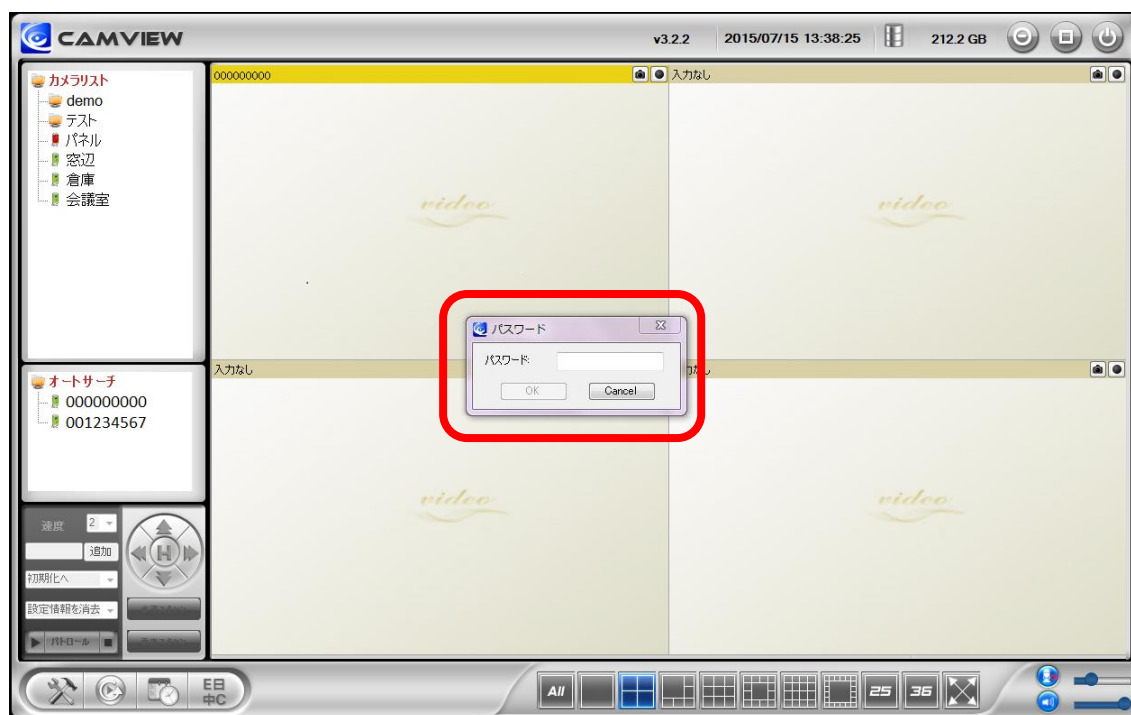 CAMVIEW
v3.2.2 2015/07/15 13:38:25 212.2 GB
カメラリスト
demo
テスト
パネル
窓辺
倉庫
会議室
000000000
入力なし
video
video
パスワード
パスワード:
OK Cancel
入力なし
オートサーチ
000000000
001234567
video
video
速度 2
追加
初期化へ
設定情報を消去
パトロール
H
E日
中C
All
25 36